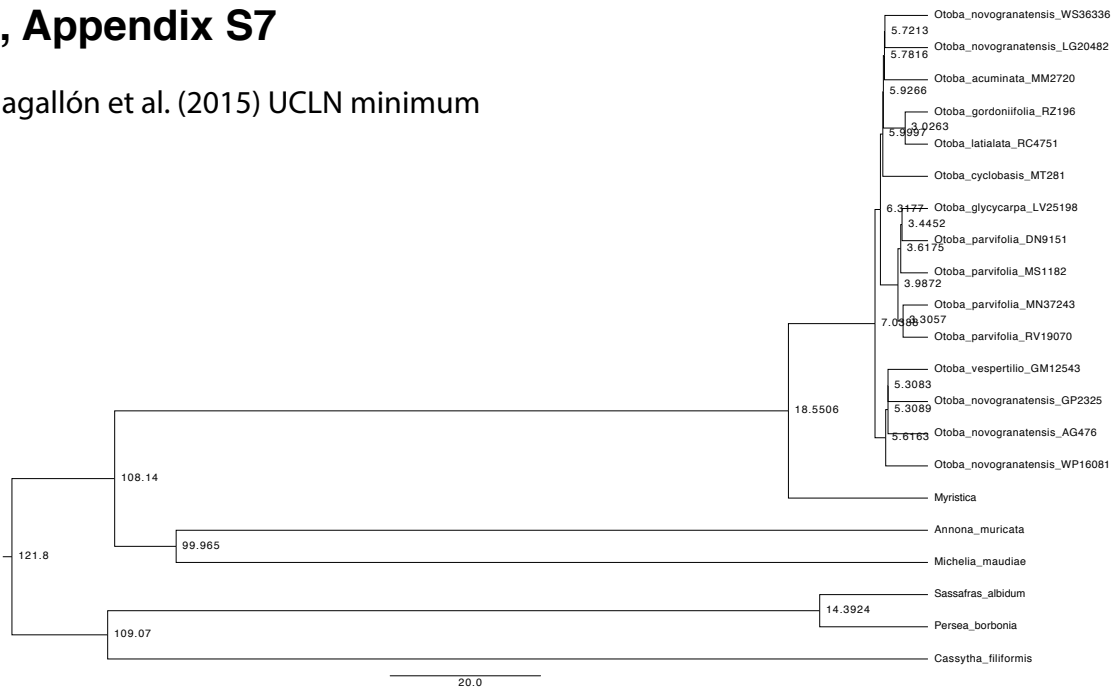 , Appendix S7
agallón et al. (2015) UCLN minimum
Otoba_novogranatensis_WS36336
5.7213
Otoba_novogranatensis_LG20482
5.7816
Otoba_acuminata_MM2720
5.9266
Otoba_gordoniifolia_RZ196
3.0263
5.9997
Otoba_latialata_RC4751
Otoba_cyclobasis_MT281
6.3177
Otoba_glycycarpa_LV25198
3.4452
Otoba_parvifolia_DN9151
3.6175
Otoba_parvifolia_MS1182
3.9872
Otoba_parvifolia_MN37243
7.0388
3.3057
Otoba_parvifolia_RV19070
Otoba_vespertilio_GM12543
5.3083
Otoba_novogranatensis_GP2325
5.3089
18.5506
Otoba_novogranatensis_AG476
5.6163
Otoba_novogranatensis_WP16081
108.14
Myristica
Annona_muricata
99.965
121.8
Michelia_maudiae
Sassafras_albidum
14.3924
Persea_borbonia
109.07
Cassytha_filiformis
20.0